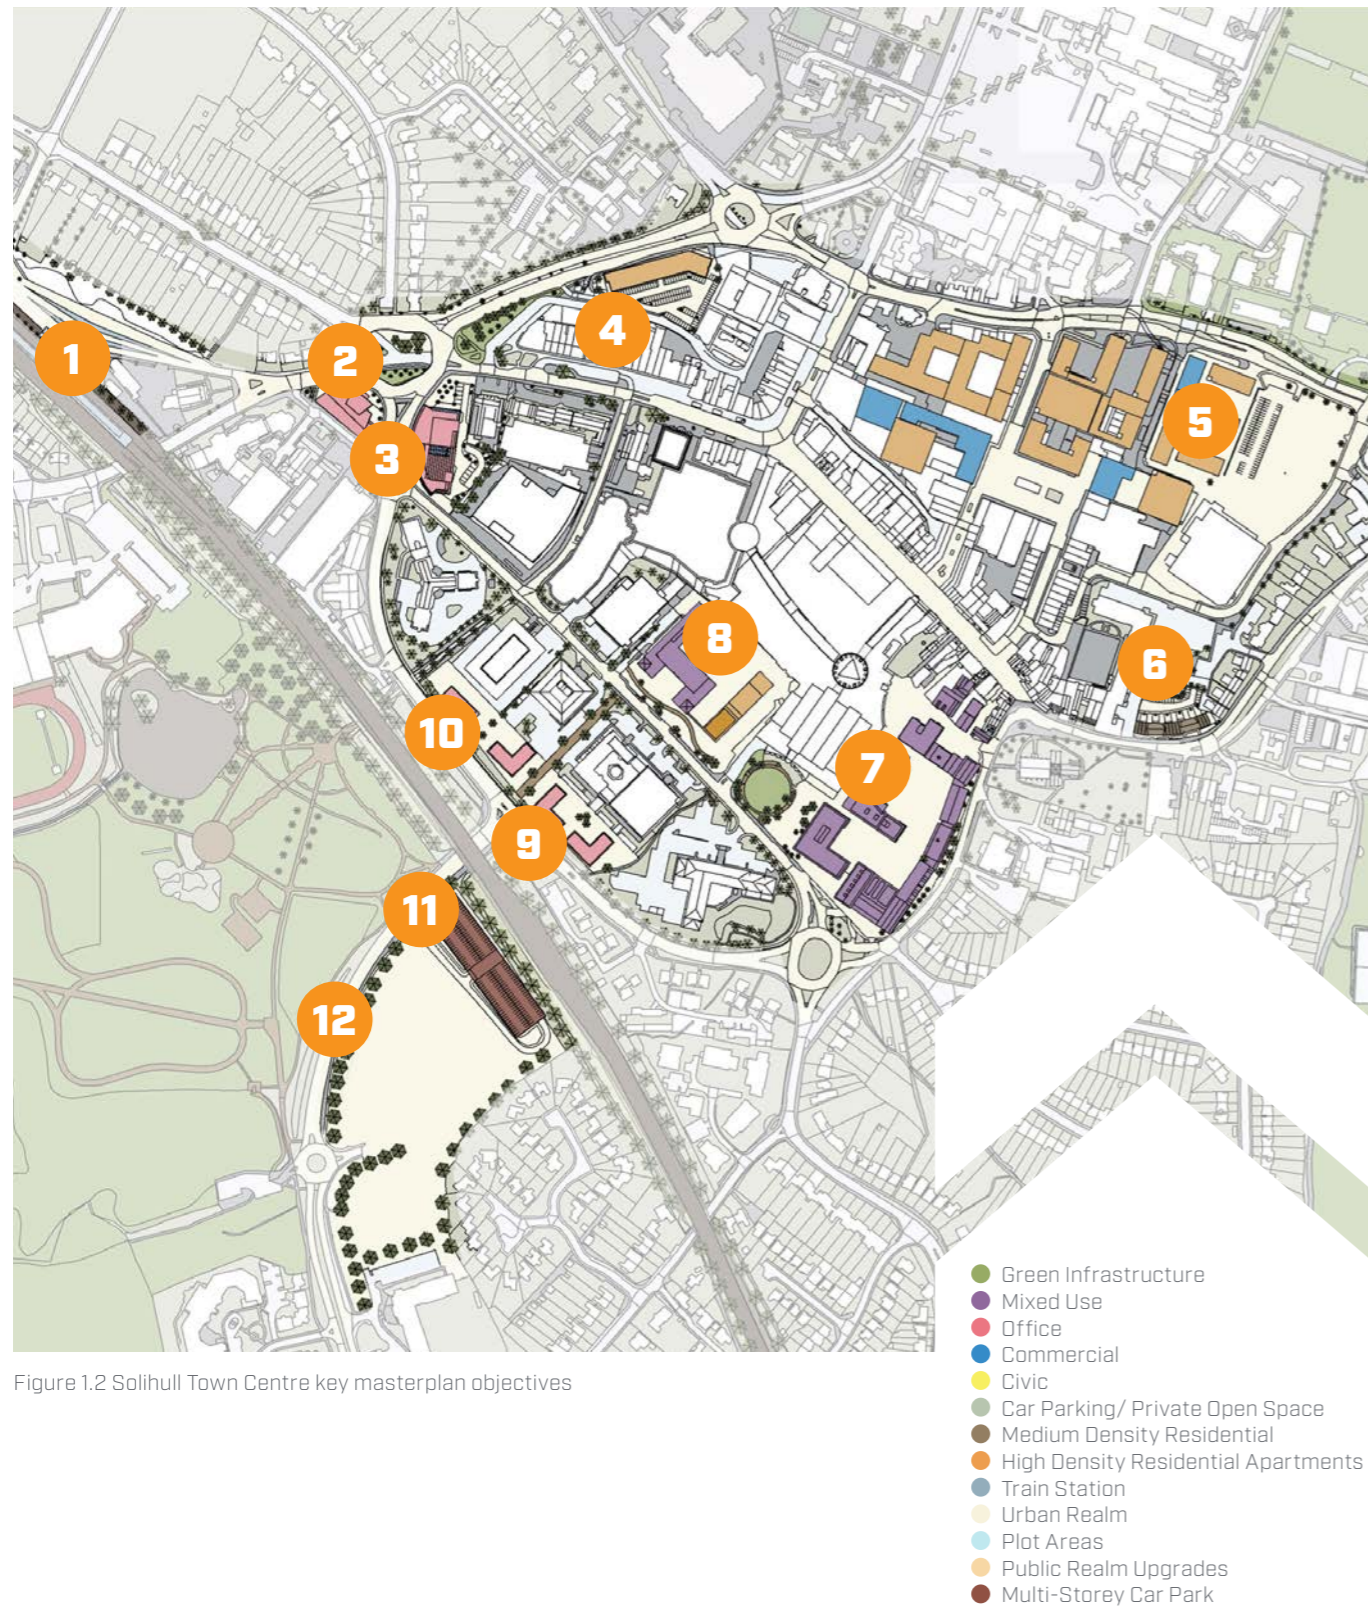 1
2
3
4
5
6
7
8
9
10
11
12
Figure 1.2 Solihull Town Centre key masterplan objectives
Green Infrastructure
Mixed Use
Office
Commercial
Civic
Car Parking/ Private Open Space
Medium Density Residential
High Density Residential Apartments
Train Station
Urban Realm
Plot Areas
Public Realm Upgrades
Multi-Storey Car Park